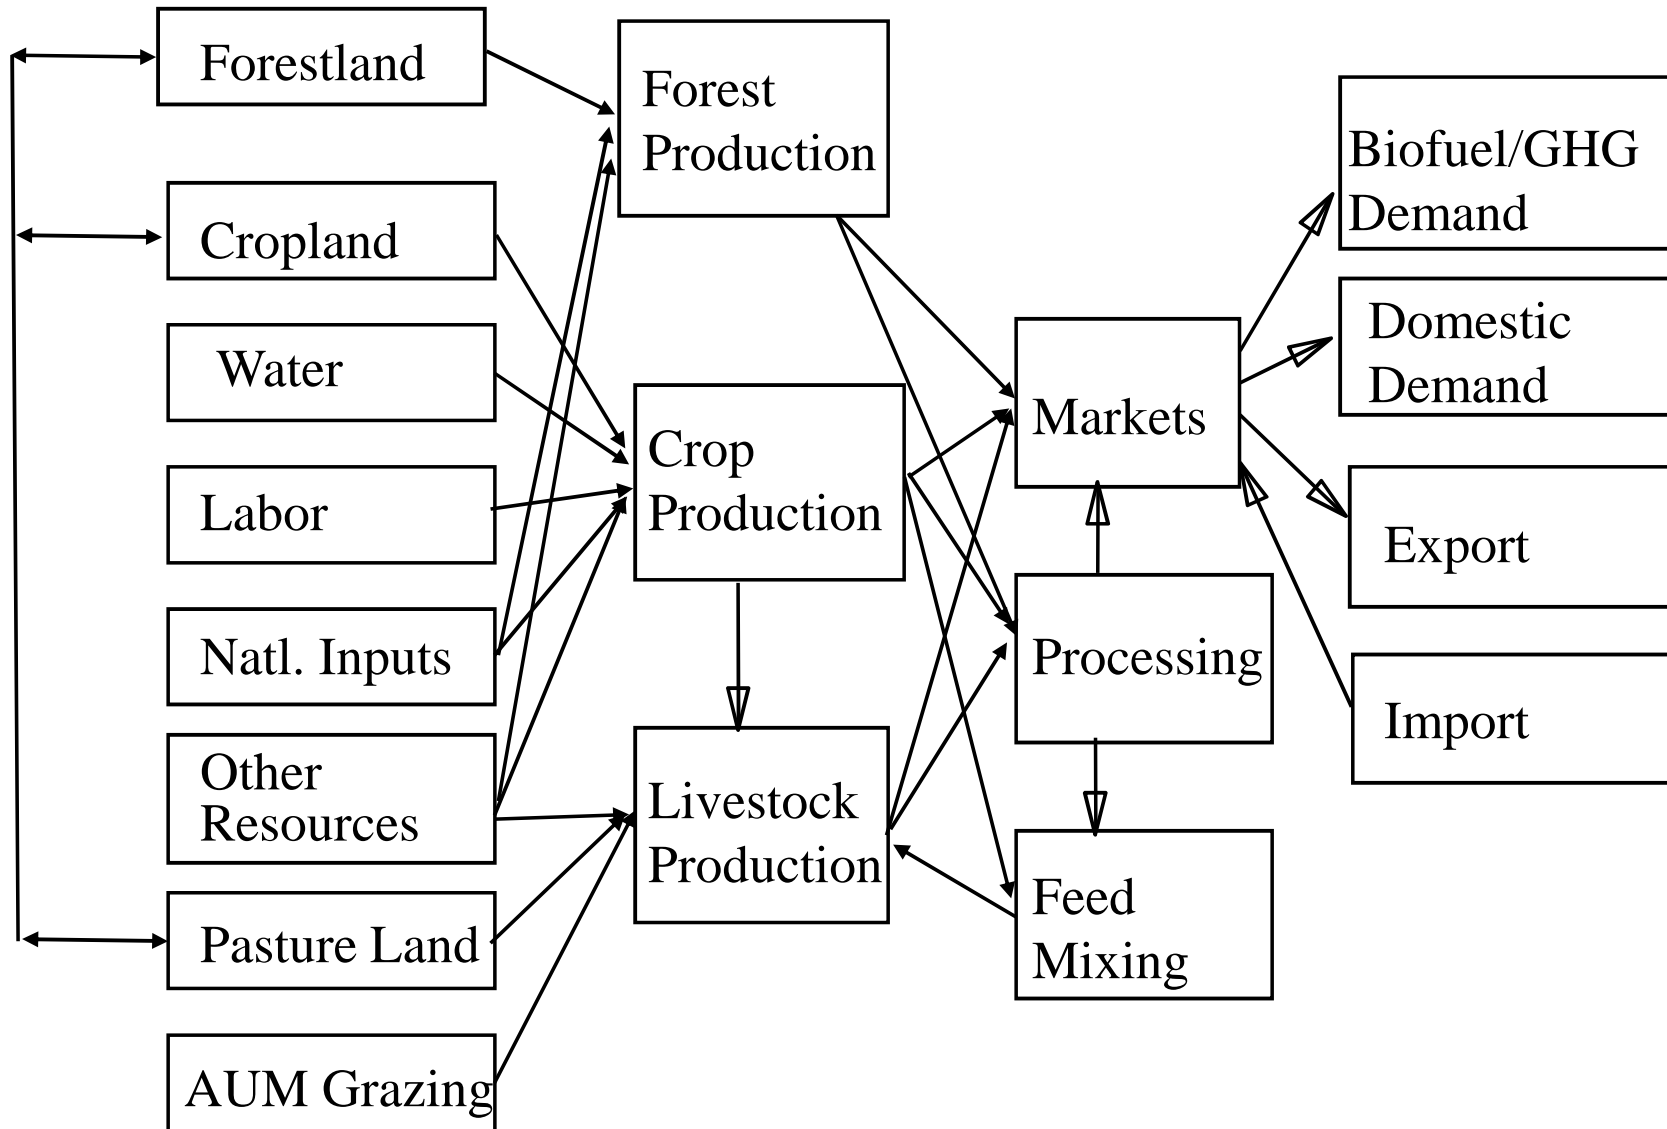 Forestland
Cropland
Water
Labor
Natl. Inputs
Other
Resources
Pasture Land
AUM Grazing
Forest
Production
Crop
Production
Livestock
Production
Markets
Processing
Feed
Mixing
Biofuel/GHG
Demand
Domestic
Demand
Export
Import